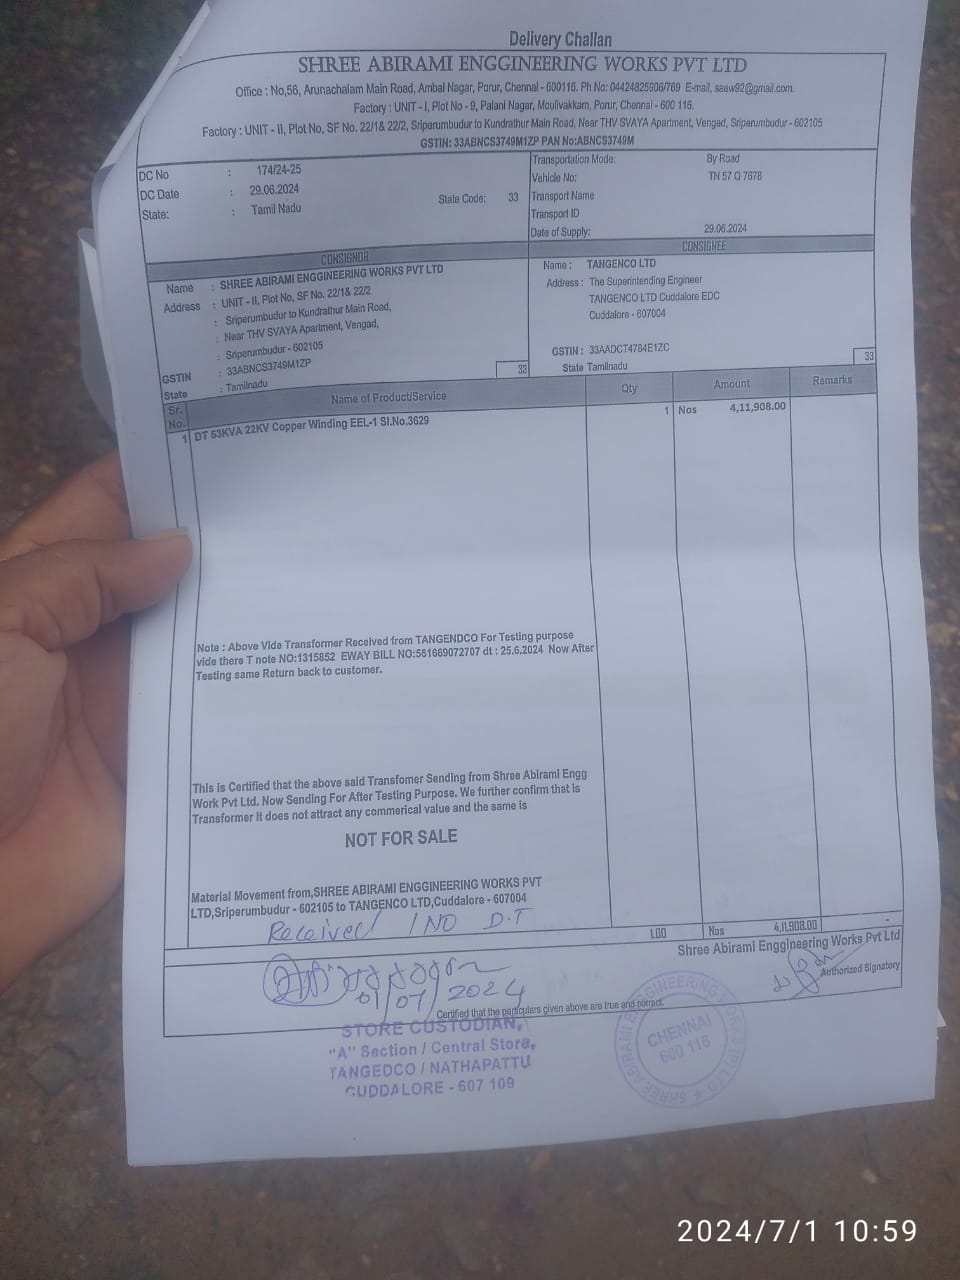 Delivery Challan
SHREE ABIRAMI ENGGINEERING WORKS PVT LTD
Office : No,56, Arunachalam Main Road, Ambal Nagar, Porur, Chennai - 600116. Ph No: 04424825906/769 E-mail, saew92@gmail.com.
Factory : UNIT - I, Plot No - 9, Palani Nagar, Moulivakkam, Porur, Chennai - 600 116.
Factory : UNIT - II, Plot No, SF No. 22/1& 22/2, Sriperumbudur to Kundrathur Main Road, Near THV SVAYA Apartment, Vengad, Sriperumbudur - 602105
GSTIN: 33ABNCS3749M1ZP PAN No:ABNCS3749M
DC No : 174/24-25
DC Date : 29.06.2024
State: : Tamil Nadu State Code: 33
Transportation Mode: By Road
Vehicle No: TN 57 Q 7678
Transport Name
Transport ID
Date of Supply: 29.06.2024
CONSIGNOR
Name : SHREE ABIRAMI ENGGINEERING WORKS PVT LTD
Address : UNIT - II, Plot No, SF No. 22/1& 22/2
: Sriperumbudur to Kundrathur Main Road,
: Near THV SVAYA Apartment, Vengad,
: Sriperumbudur - 602105
GSTIN : 33ABNCS3749M1ZP
State : Tamilnadu 33
CONSIGNEE
Name : TANGENCO LTD
Address : The Superintending Engineer
TANGENCO LTD Cuddalore EDC
Cuddalore - 607004
GSTIN : 33AADCT4784E1ZC
State Tamilnadu 33
Sr. No. Name of Product/Service Qty Amount Remarks
1 DT 63KVA 22KV Copper Winding EEL-1 Sl.No.3629 1 Nos 4,11,908.00
Note : Above Vide Transformer Received from TANGENDCO For Testing purpose
vide there T note NO:1315852 EWAY BILL NO:561669072707 dt : 25.6.2024 Now After
Testing same Return back to customer.
This is Certified that the above said Transfomer Sending from Shree Abirami Engg
Work Pvt Ltd. Now Sending For After Testing Purpose. We further confirm that is
Transformer It does not attract any commerical value and the same is
NOT FOR SALE
Material Movement from,SHREE ABIRAMI ENGGINEERING WORKS PVT
LTD,Sriperumbudur - 602105 to TANGENCO LTD,Cuddalore - 607004
Received 1 NO D.T
1.00 Nos 4,11,908.00 -
Shree Abirami Enggineering Works Pvt Ltd
Authorized Signatory
01/07/2024
Certified that the particulers given above are true and correct.
STORE CUSTODIAN,
"A" Section / Central Store,
TANGEDCO / NATHAPATTU
CUDDALORE - 607 109
SHREE ABIRAMI ENGINEERING WORKS (P) LTD
CHENNAI
600 116
2024/7/1 10:59